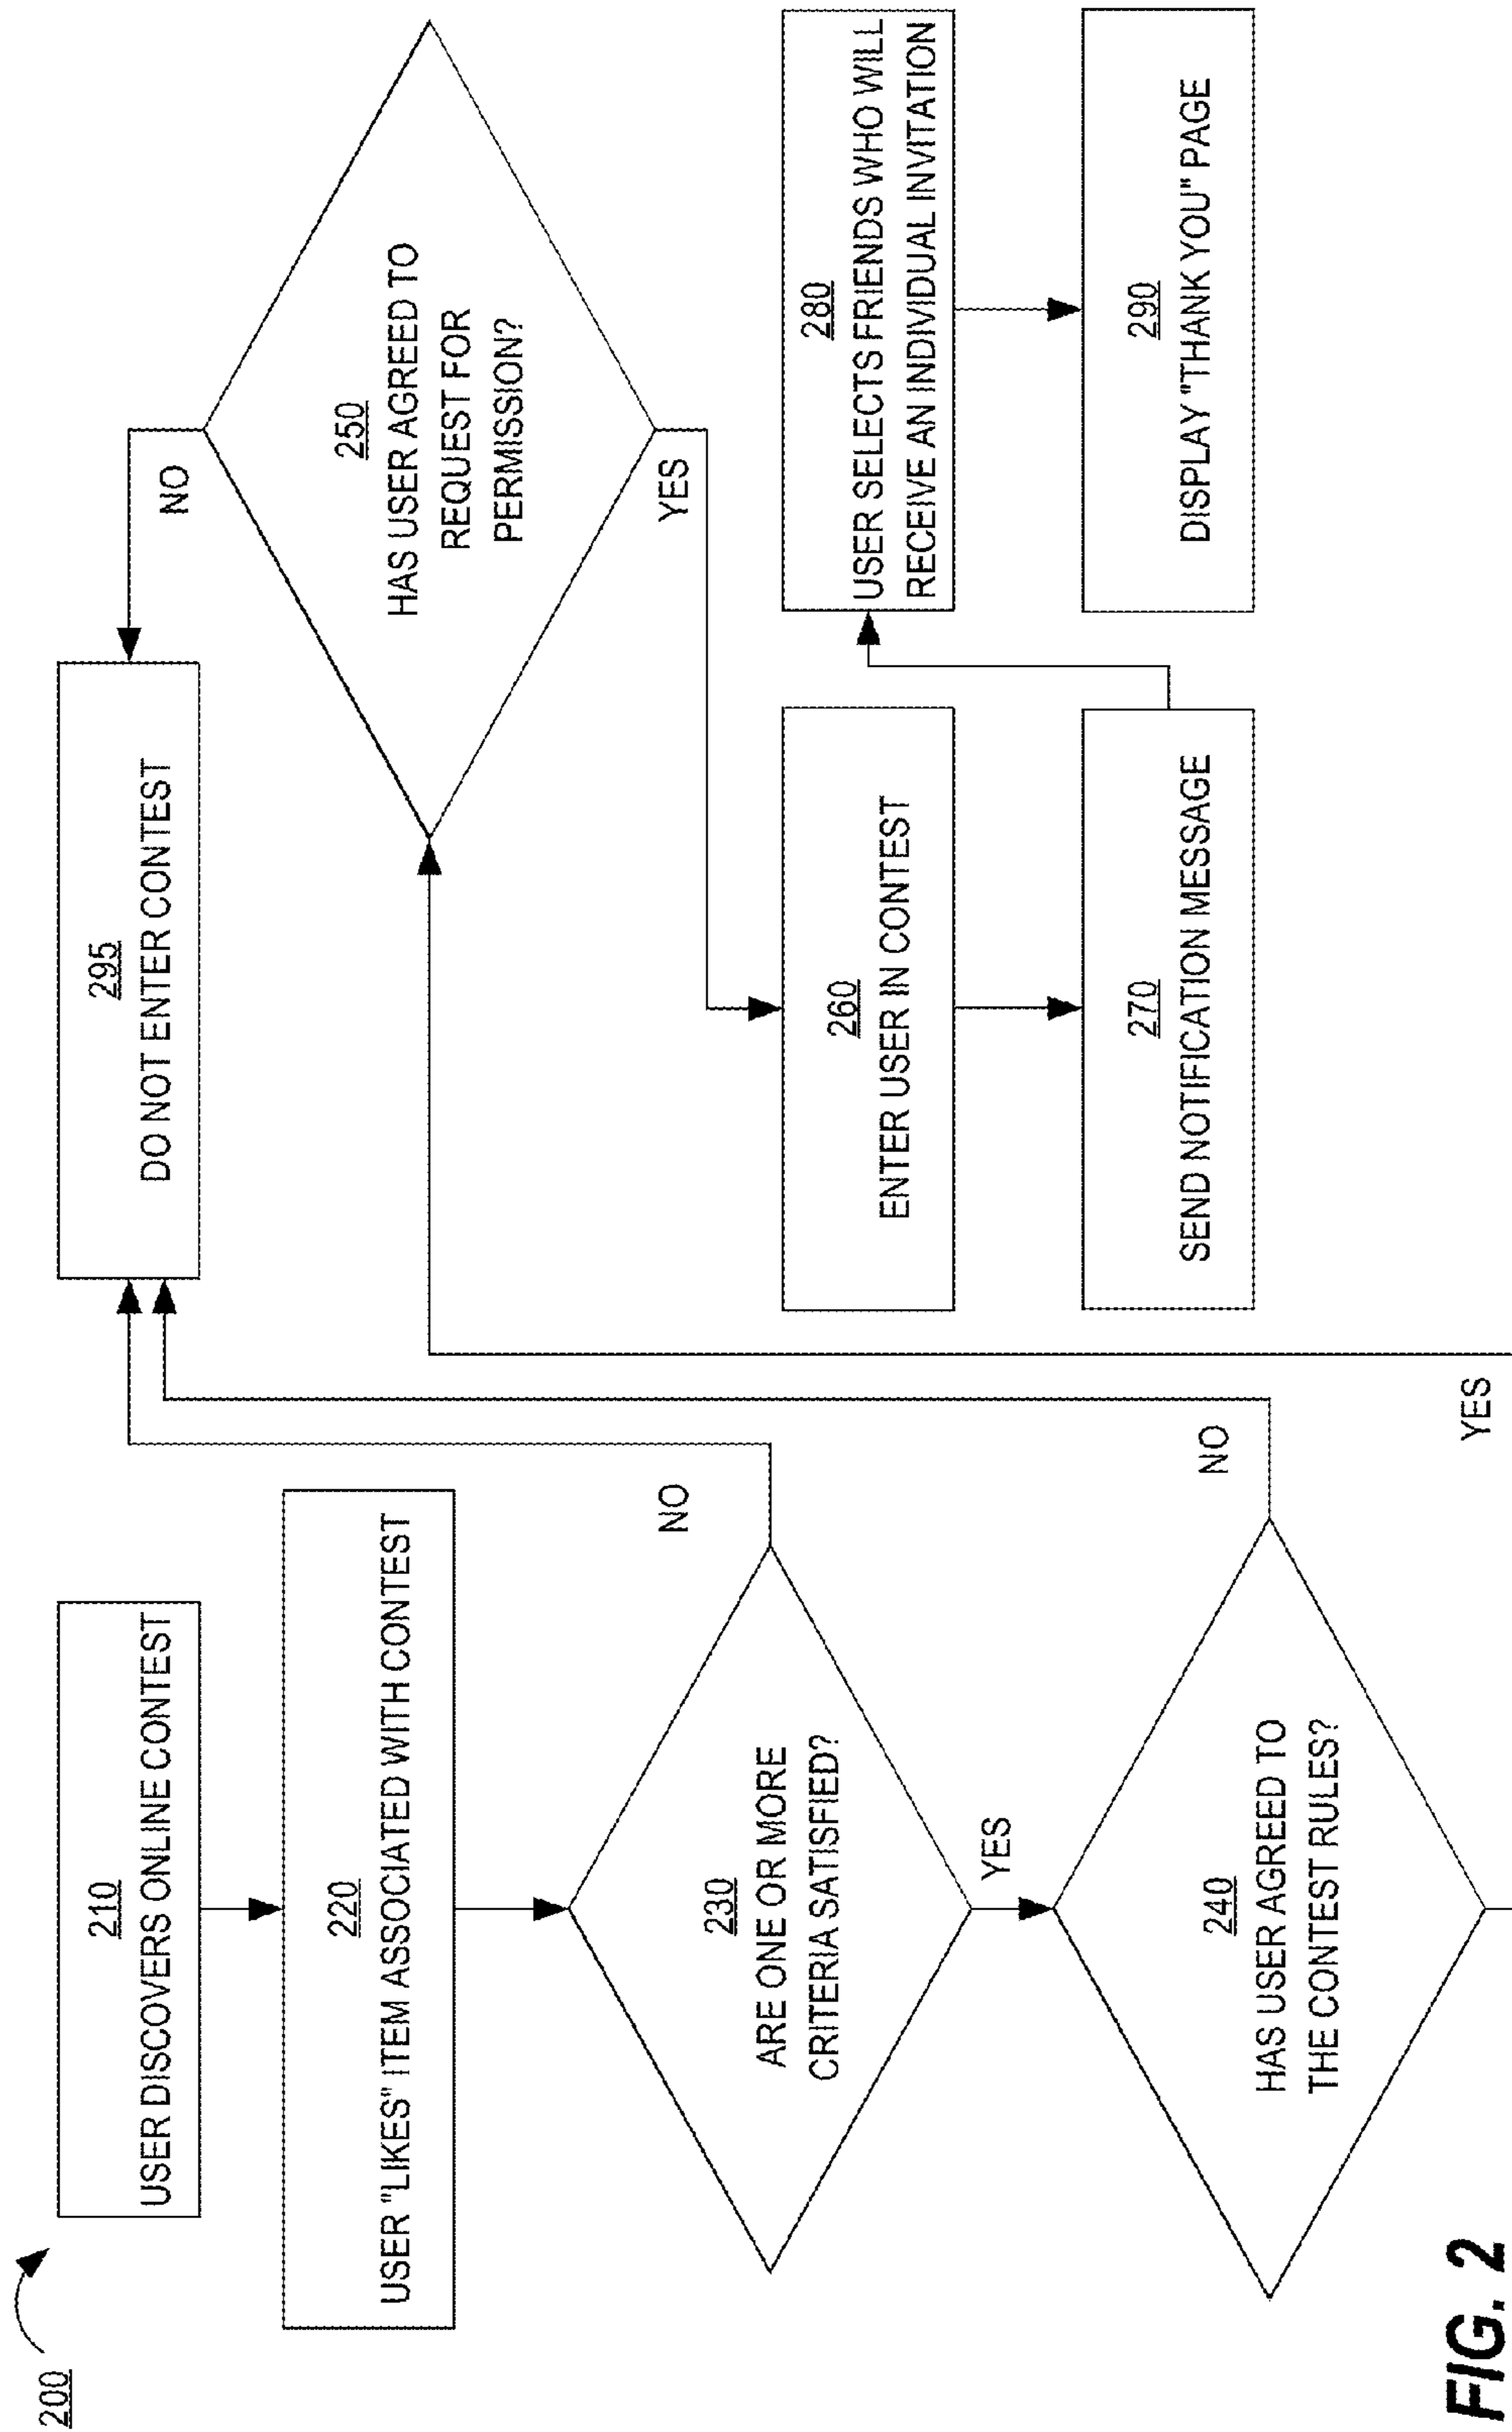 200
210
USER DISCOVERS ONLINE CONTEST
220
USER "LIKES" ITEM ASSOCIATED WITH CONTEST
230
ARE ONE OR MORE
CRITERIA SATISFIED?
NO
YES
240
HAS USER AGREED TO
THE CONTEST RULES?
NO
YES
295
DO NOT ENTER CONTEST
NO
250
HAS USER AGREED TO
REQUEST FOR
PERMISSION?
YES
260
ENTER USER IN CONTEST
270
SEND NOTIFICATION MESSAGE
280
USER SELECTS FRIENDS WHO WILL
RECEIVE AN INDIVIDUAL INVITATION
290
DISPLAY "THANK YOU" PAGE
FIG. 2